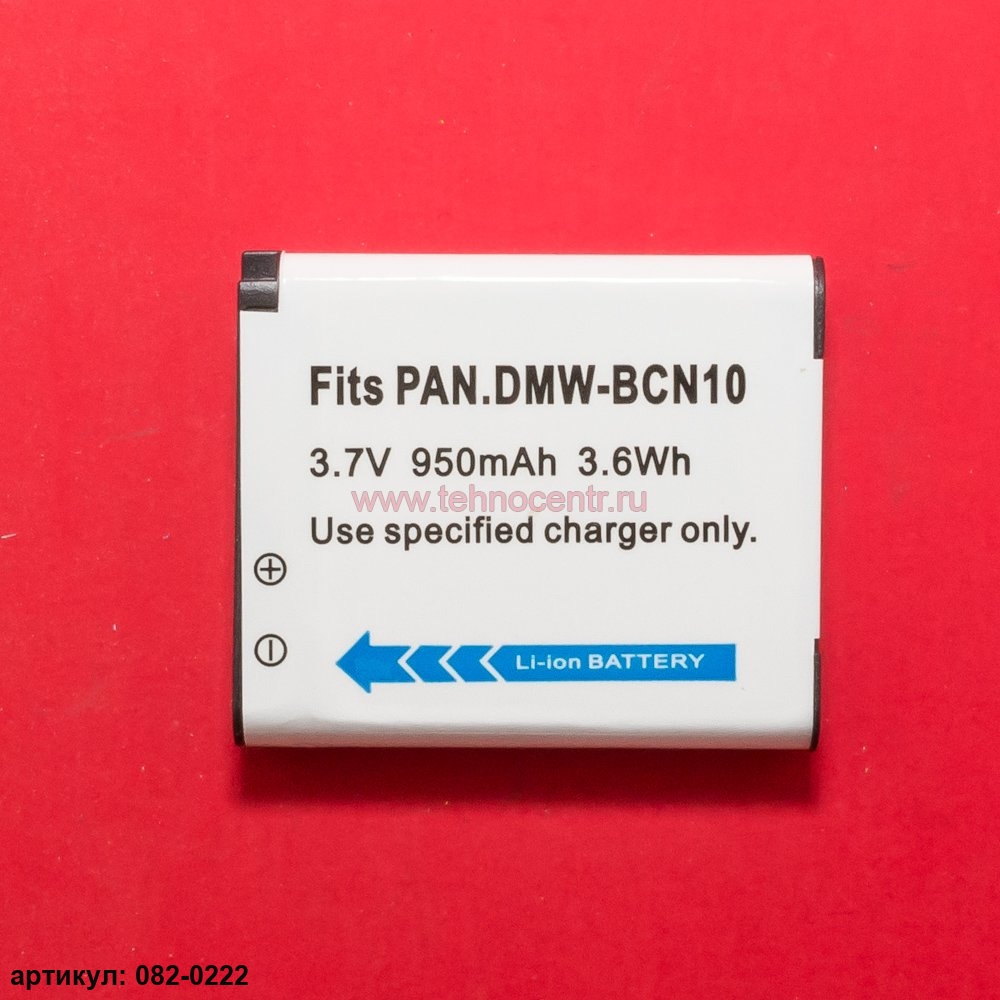 Fits PAN.DMW-BCN10
3.7V 950mAh 3.6Wh
www.tehnocentr.ru
Use specified charger only.
Li-ion BATTERY
артикул: 082-0222